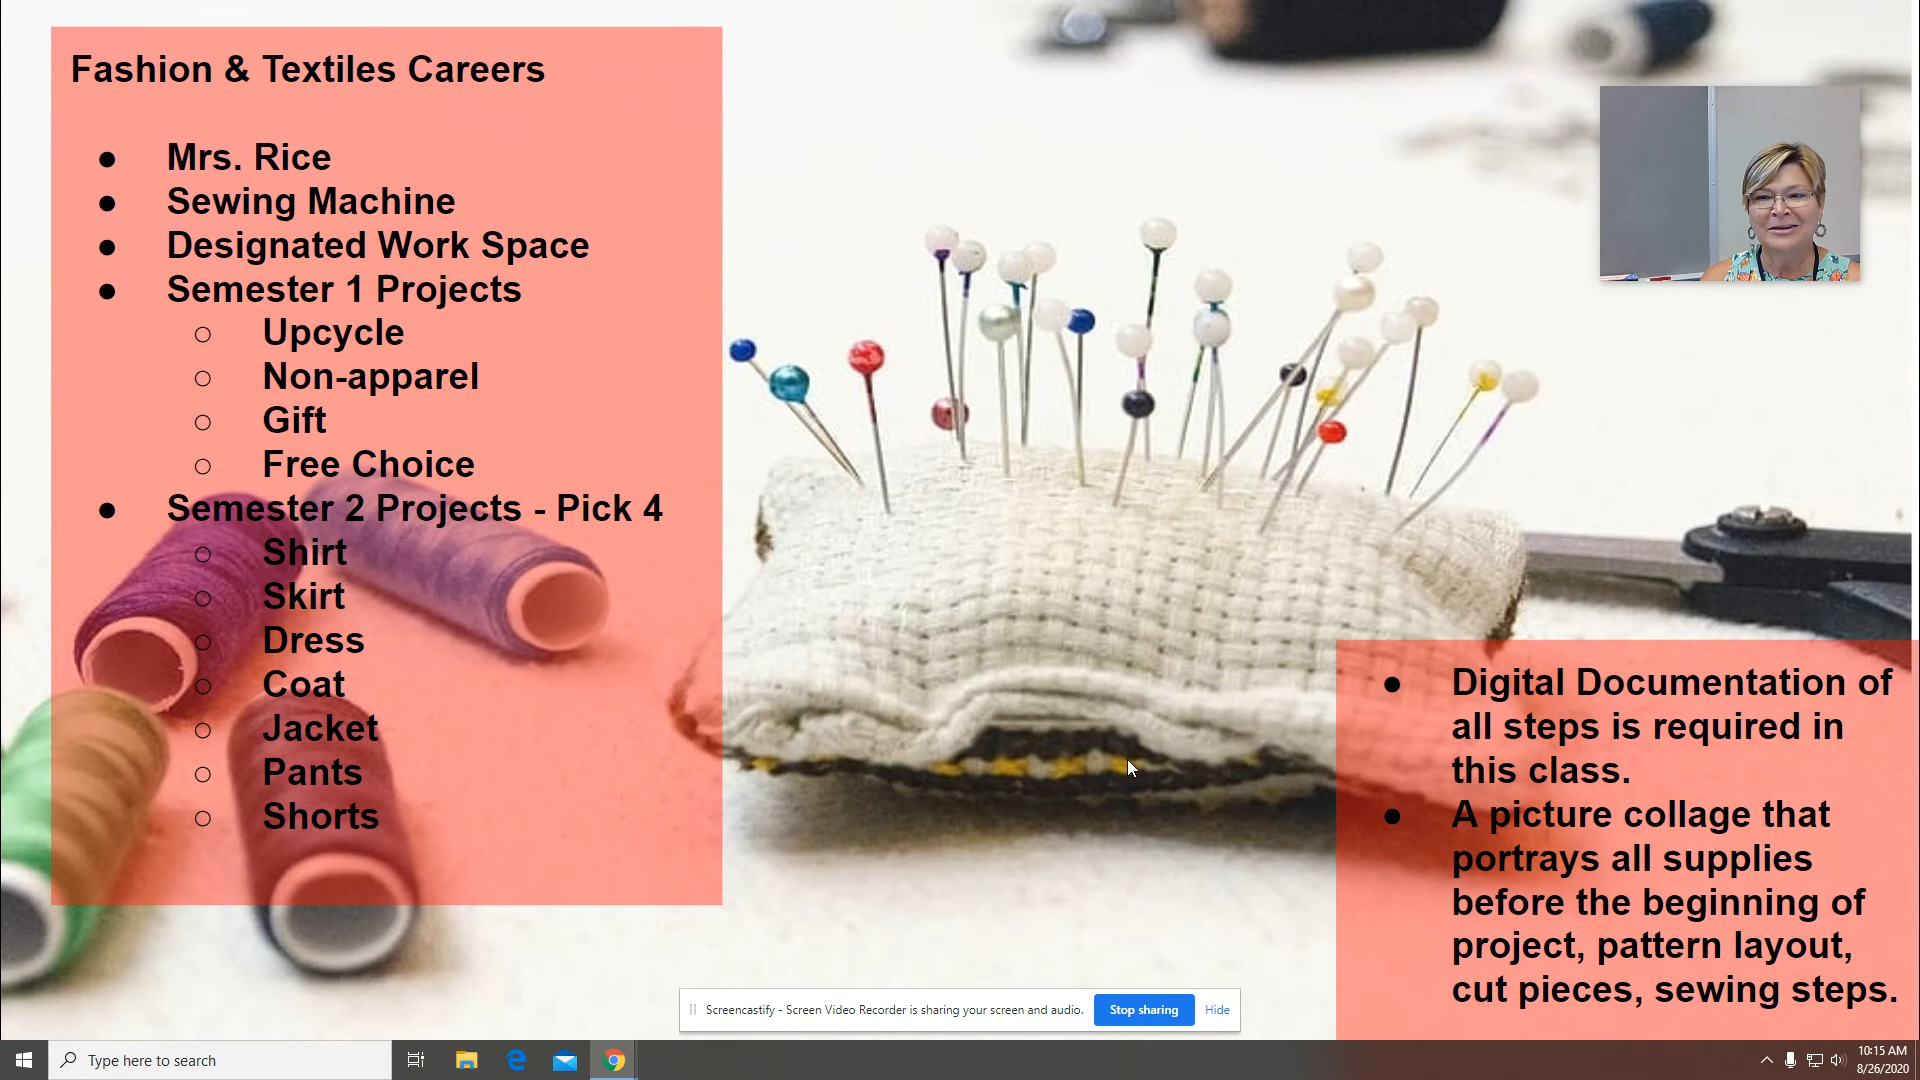 Fashion & Textiles Careers
● Mrs. Rice
● Sewing Machine
● Designated Work Space
● Semester 1 Projects
○ Upcycle
○ Non-apparel
○ Gift
○ Free Choice
● Semester 2 Projects - Pick 4
○ Shirt
○ Skirt
○ Dress
○ Coat
○ Jacket
○ Pants
○ Shorts
● Digital Documentation of
all steps is required in
this class.
● A picture collage that
portrays all supplies
before the beginning of
project, pattern layout,
cut pieces, sewing steps.
Screencastify - Screen Video Recorder is sharing your screen and audio. Stop sharing Hide
Type here to search
10:15 AM
8/26/2020